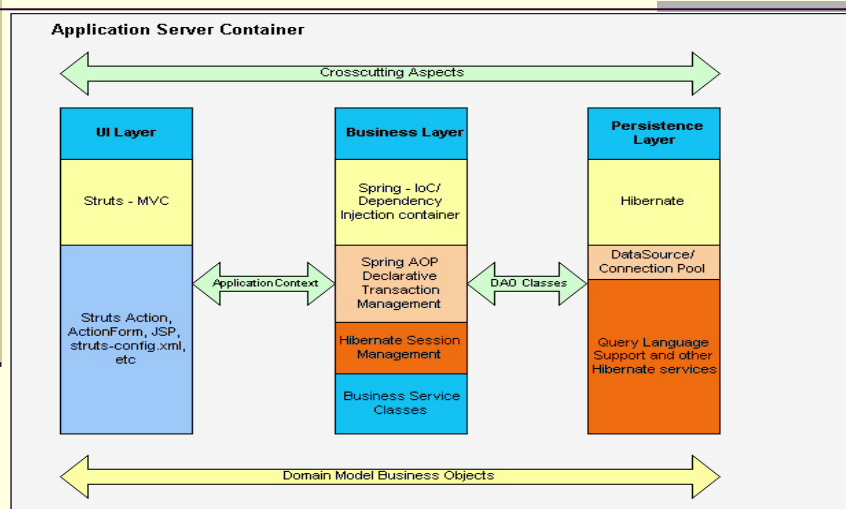 Application Server Container
Crosscutting Aspects
UI Layer
Struts - MVC
Struts Action,
ActionForm, JSP,
struts-config.xml,
etc
ApplicationContext
Business Layer
Spring - IoC/
Dependency
Injection container
Spring AOP
Declarative
Transaction
Management
Hibernate Session
Management
Business Service
Classes
DAO Classes
Persistence
Layer
Hibernate
DataSource/
Connection Pool
Query Language
Support and other
Hibernate services
Domain Model Business Objects